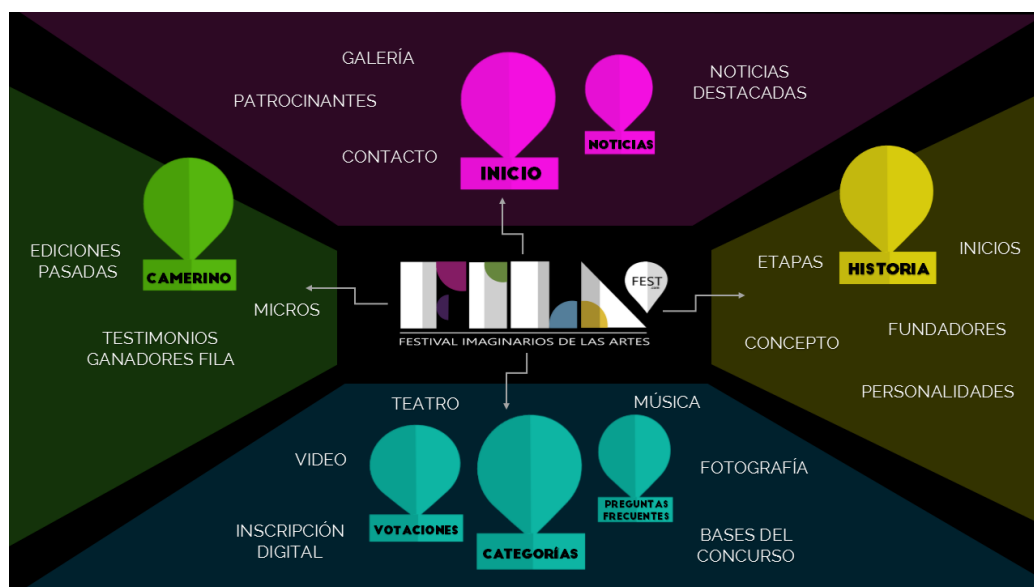 GALERÍA
PATROCINANTES
CONTACTO
INICIO
NOTICIAS
NOTICIAS
DESTACADAS
EDICIONES
PASADAS
CAMERINO
MICROS
TESTIMONIOS
GANADORES FILA
FILA
FEST
FESTIVAL IMAGINARIOS DE LAS ARTES
ETAPAS
HISTORIA
INICIOS
CONCEPTO
FUNDADORES
PERSONALIDADES
TEATRO
MÚSICA
VIDEO
VOTACIONES
INSCRIPCIÓN
DIGITAL
CATEGORÍAS
PREGUNTAS
FRECUENTES
FOTOGRAFÍA
BASES DEL
CONCURSO